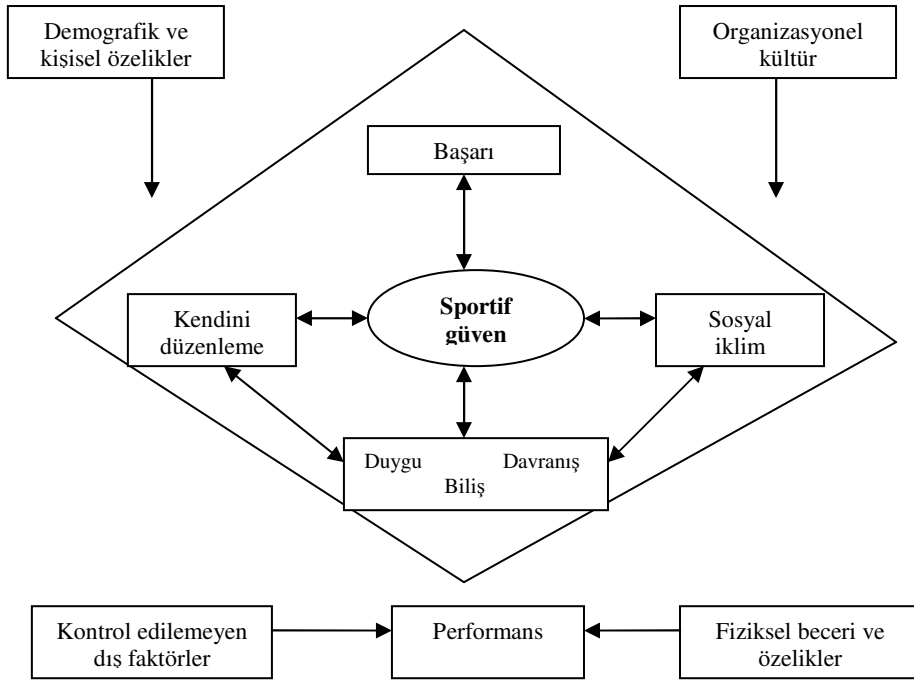 Demografik ve
kişisel özelikler
Organizasyonel
kültür
Başarı
Kendini
düzenleme
Sportif
güven
Sosyal
iklim
Duygu Davranış
Biliş
Kontrol edilemeyen
dış faktörler
Performans
Fiziksel beceri ve
özelikler